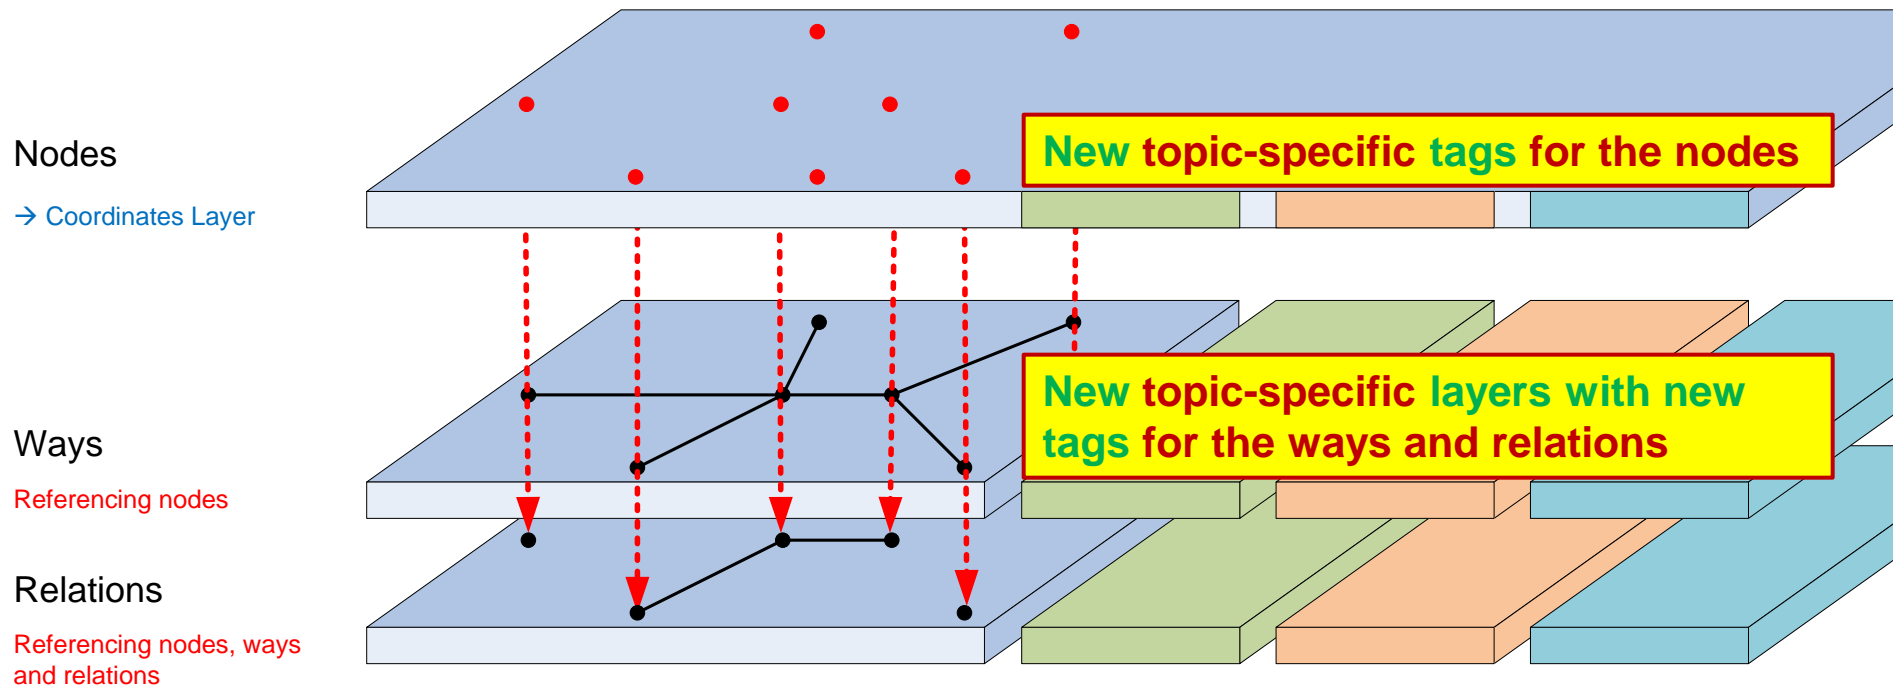 Nodes
→ Coordinates Layer
New topic-specific tags for the nodes
New topic-specific layers with new
tags for the ways and relations
Ways
Referencing nodes
Relations
Referencing nodes, ways
and relations